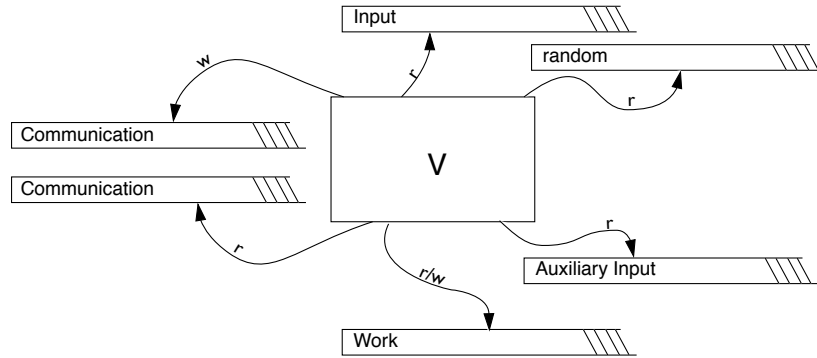 Input
random
w
r
r
Communication
V
Communication
r
r
Auxiliary Input
r/w
Work